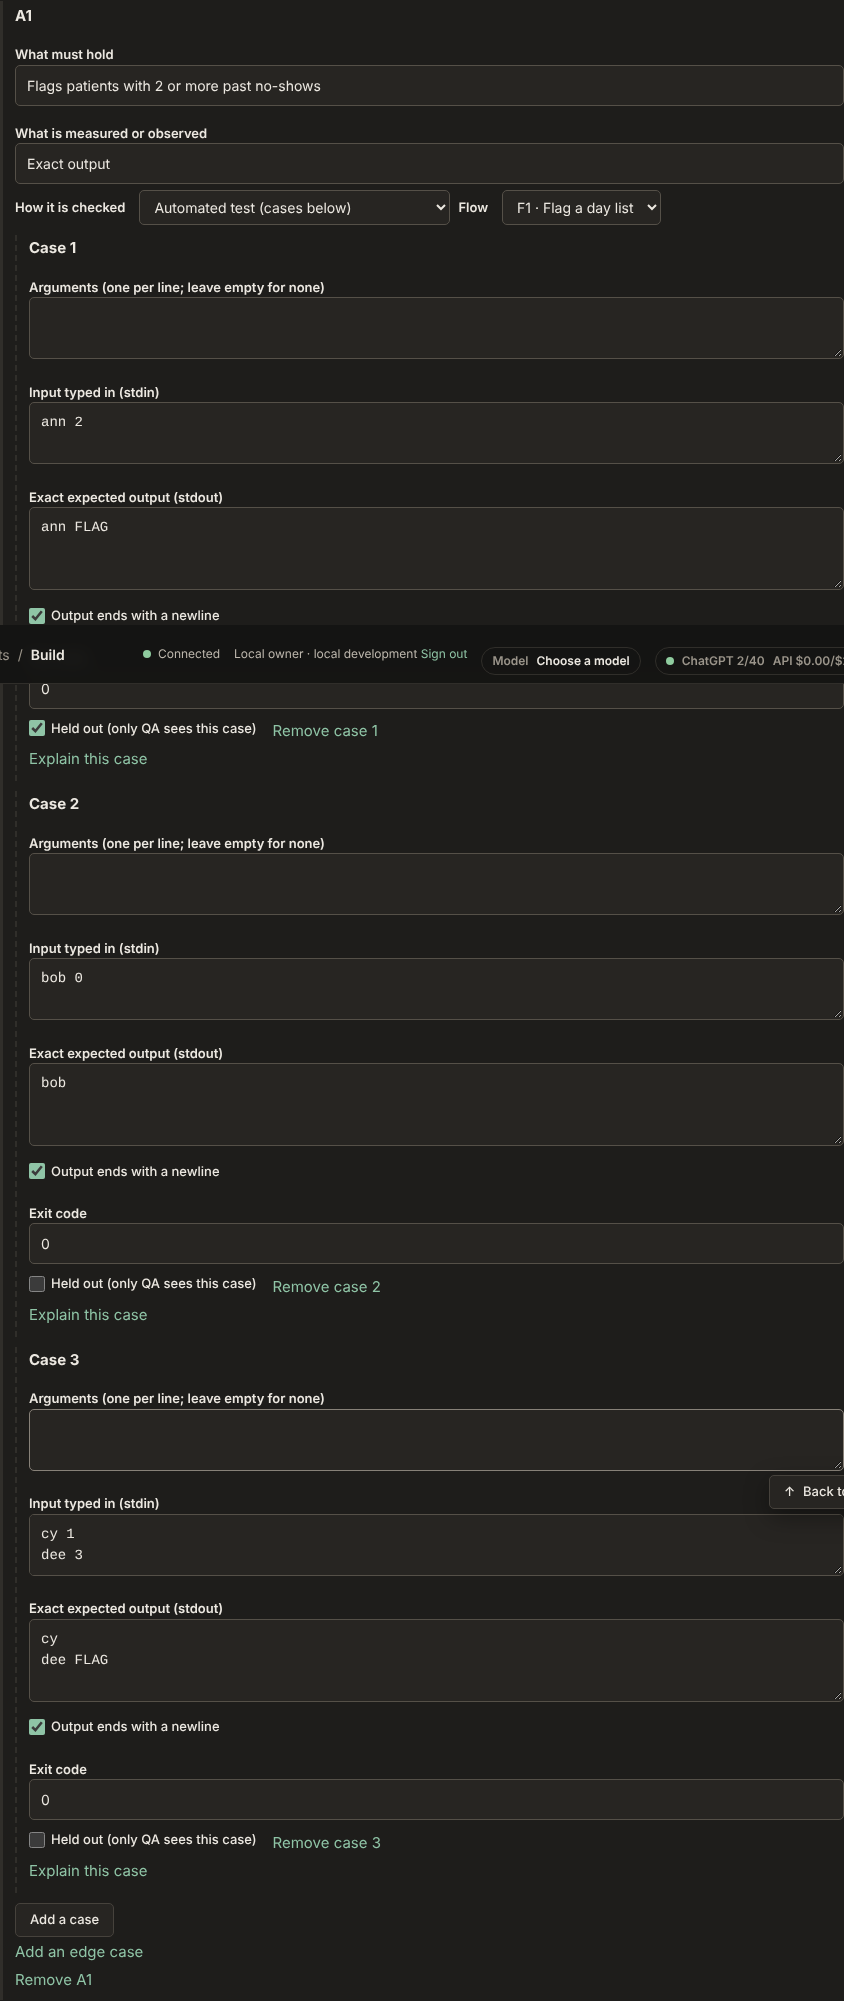 A1
What must hold
Flags patients with 2 or more past no-shows
What is measured or observed
Exact output
How it is checked Automated test (cases below) Flow F1 · Flag a day list
Case 1
Arguments (one per line; leave empty for none)
Input typed in (stdin)
ann 2
Exact expected output (stdout)
ann FLAG
Output ends with a newline
/ Build Connected Local owner · local development Sign out Model Choose a model ChatGPT 2/40 API $0.00/
0
Held out (only QA sees this case) Remove case 1
Explain this case
Case 2
Arguments (one per line; leave empty for none)
Input typed in (stdin)
bob 0
Exact expected output (stdout)
bob
Output ends with a newline
Exit code
0
Held out (only QA sees this case) Remove case 2
Explain this case
Case 3
Arguments (one per line; leave empty for none)
↑ Back
Input typed in (stdin)
cy 1
dee 3
Exact expected output (stdout)
cy
dee FLAG
Output ends with a newline
Exit code
0
Held out (only QA sees this case) Remove case 3
Explain this case
Add a case
Add an edge case
Remove A1